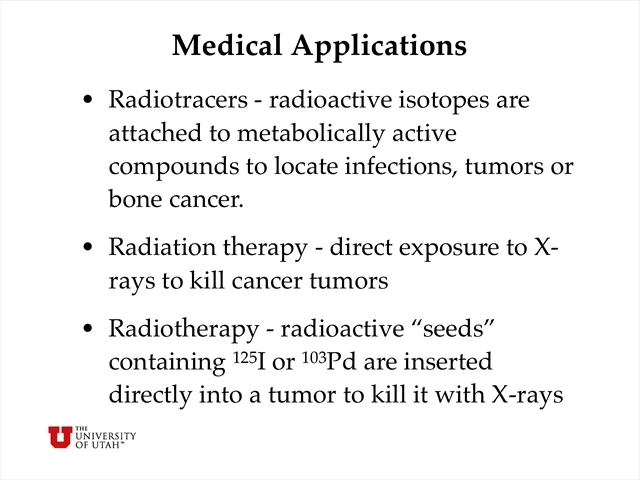 Medical Applications
• Radiotracers - radioactive isotopes are
attached to metabolically active
compounds to locate infections, tumors or
bone cancer.
• Radiation therapy - direct exposure to X-
rays to kill cancer tumors
• Radiotherapy - radioactive “seeds”
containing ¹²⁵I or ¹⁰³Pd are inserted
directly into a tumor to kill it with X-rays
U THE
UNIVERSITY
OF UTAH™